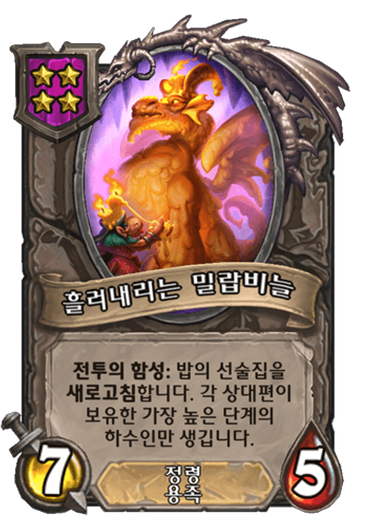 흘러내리는 밀랍비늘
전투의 함성: 밥의 선술집을
새로고침합니다. 각 상대편이
보유한 가장 높은 단계의
하수인만 생깁니다.
7
정령
용족
5